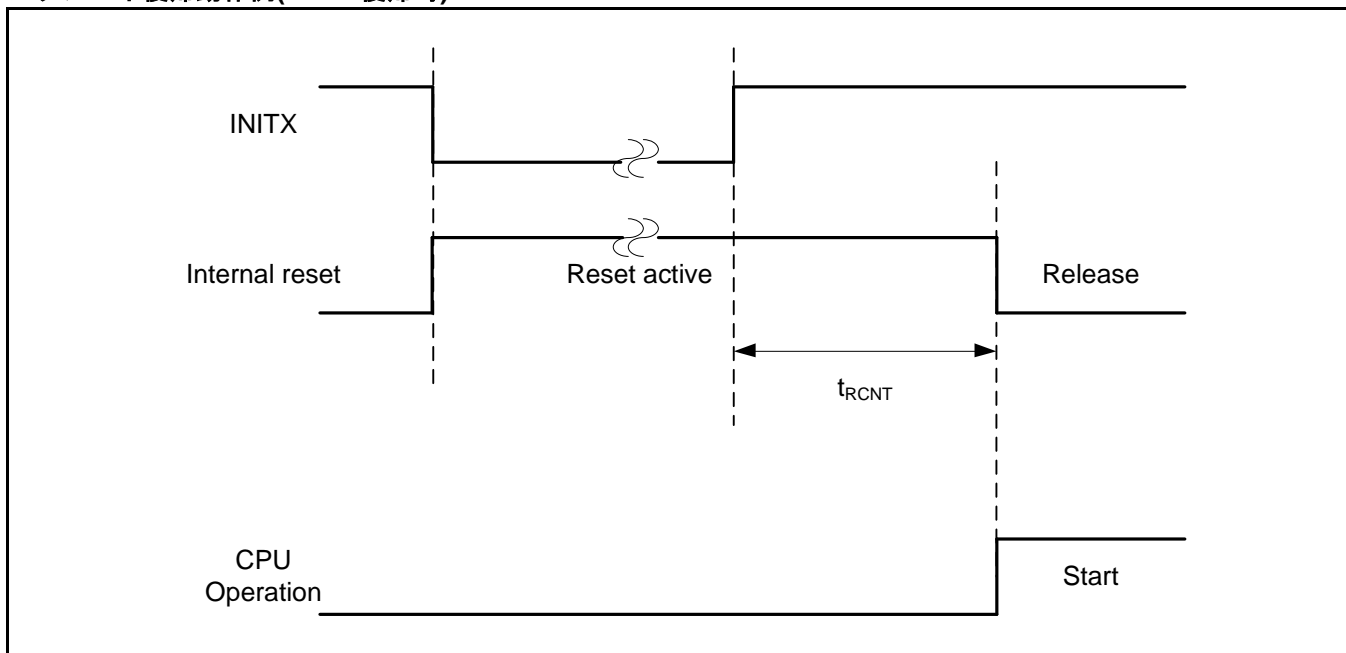 INITX
Internal reset
Reset active
Release
tRCNT
CPU
Operation
Start